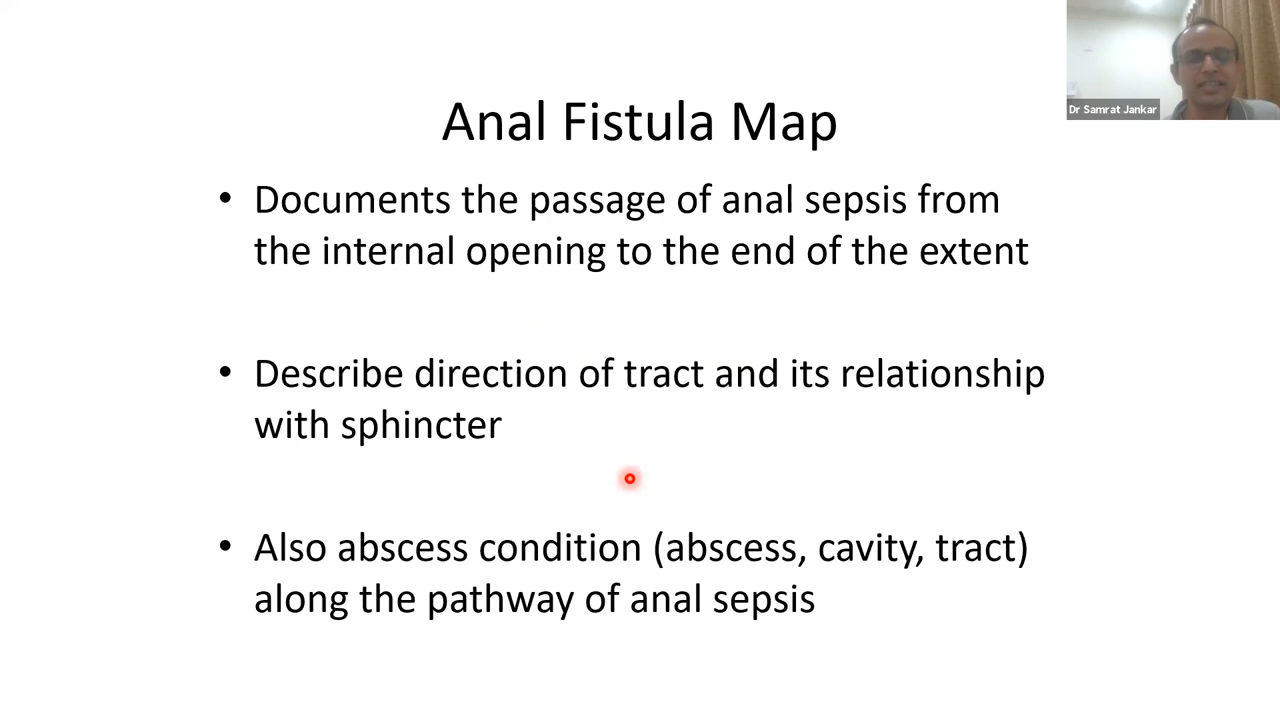 Dr Samrat Jankar
Anal Fistula Map
• Documents the passage of anal sepsis from
the internal opening to the end of the extent
• Describe direction of tract and its relationship
with sphincter
• Also abscess condition (abscess, cavity, tract)
along the pathway of anal sepsis